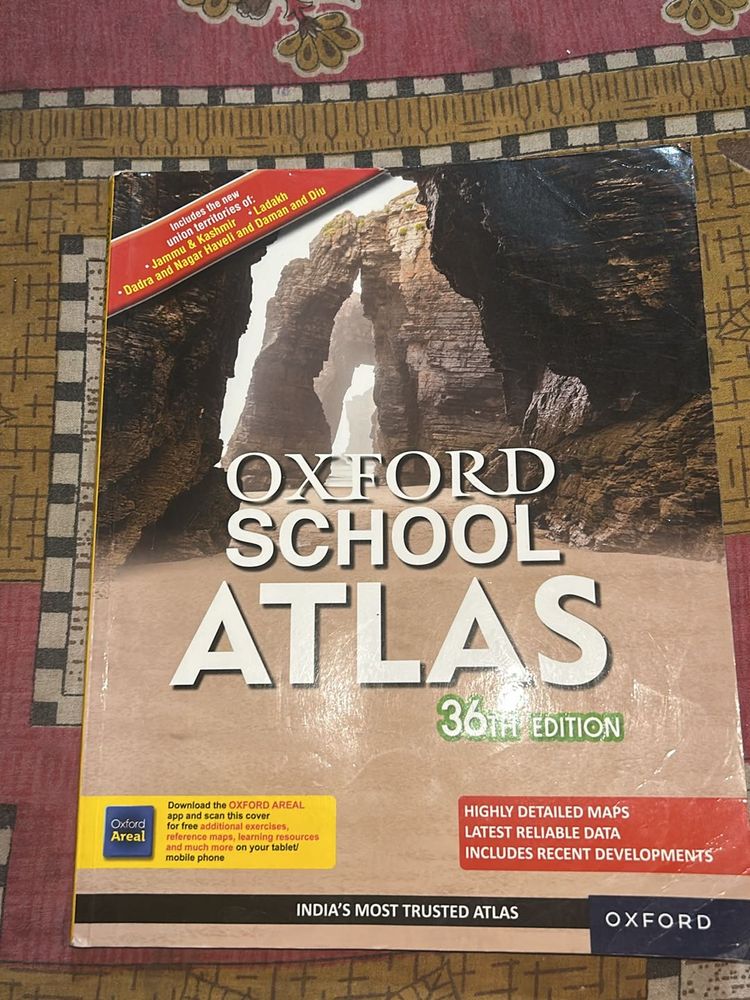 Includes the new
union territories of:
• Jammu & Kashmir • Ladakh
• Dadra and Nagar Haveli and Daman and Diu
OXFORD
SCHOOL
ATLAS
36TH EDITION
Oxford
Areal
Download the OXFORD AREAL
app and scan this cover
for free additional exercises,
reference maps, learning resources
and much more on your tablet/
mobile phone
HIGHLY DETAILED MAPS
LATEST RELIABLE DATA
INCLUDES RECENT DEVELOPMENTS
INDIA'S MOST TRUSTED ATLAS
OXFORD